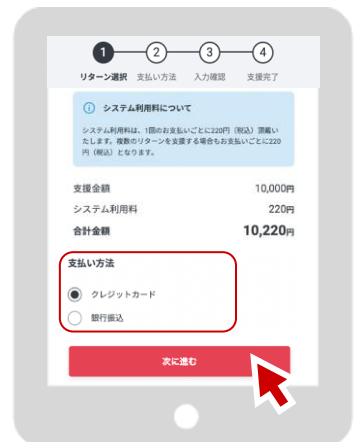 1 2 3 4
リターン選択 支払い方法 入力確認 支援完了
システム利用料について
システム利用料は、1回のお支払いごとに220円（税込）頂戴い
たします。複数のリターンを支援する場合もお支払いごとに220
円（税込）となります。
支援金額 10,000円
システム利用料 220円
合計金額 10,220円
支払い方法
クレジットカード
銀行振込
次に進む